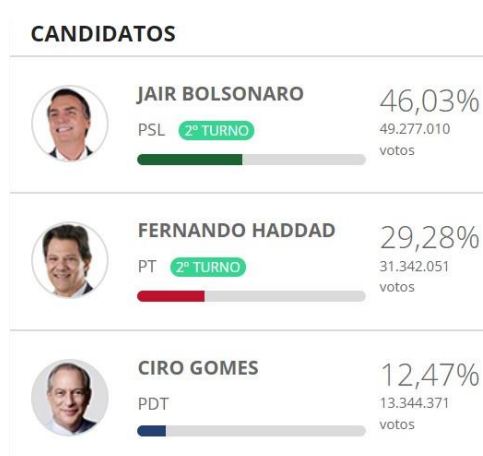 CANDIDATOS
JAIR BOLSONARO
46,03%
PSL 2º TURNO
49.277.010
votos
FERNANDO HADDAD
29,28%
PT 2º TURNO
31.342.051
votos
CIRO GOMES
12,47%
PDT
13.344.371
votos